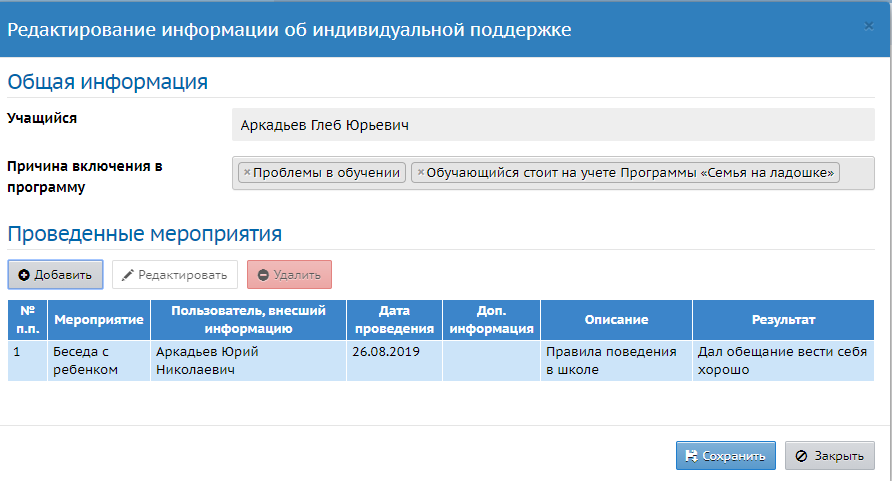 Редактирование информации об индивидуальной поддержке ×
Общая информация
Учащийся Аркадьев Глеб Юрьевич
Причина включения в программу
×Проблемы в обучении ×Обучающийся стоит на учете Программы «Семья на ладошке»
Проведенные мероприятия
Добавить Редактировать Удалить
№ п.п. Мероприятие Пользователь, внесший информацию Дата проведения Доп. информация Описание Результат
1 Беседа с ребенком Аркадьев Юрий Николаевич 26.08.2019 Правила поведения в школе Дал обещание вести себя хорошо
Сохранить Закрыть